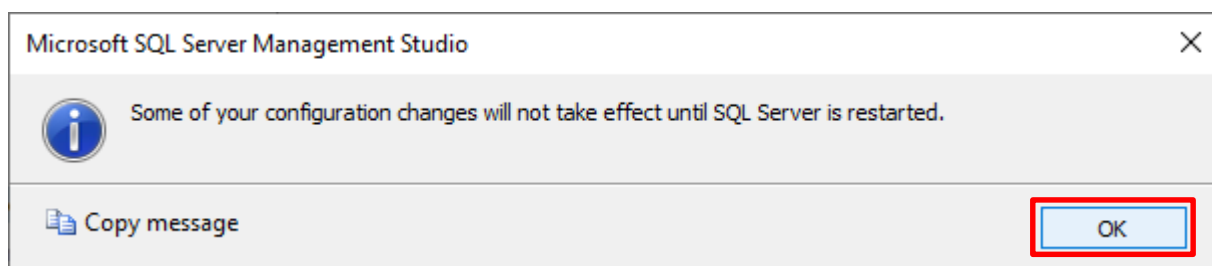 Microsoft SQL Server Management Studio
Some of your configuration changes will not take effect until SQL Server is restarted.
Copy message
OK